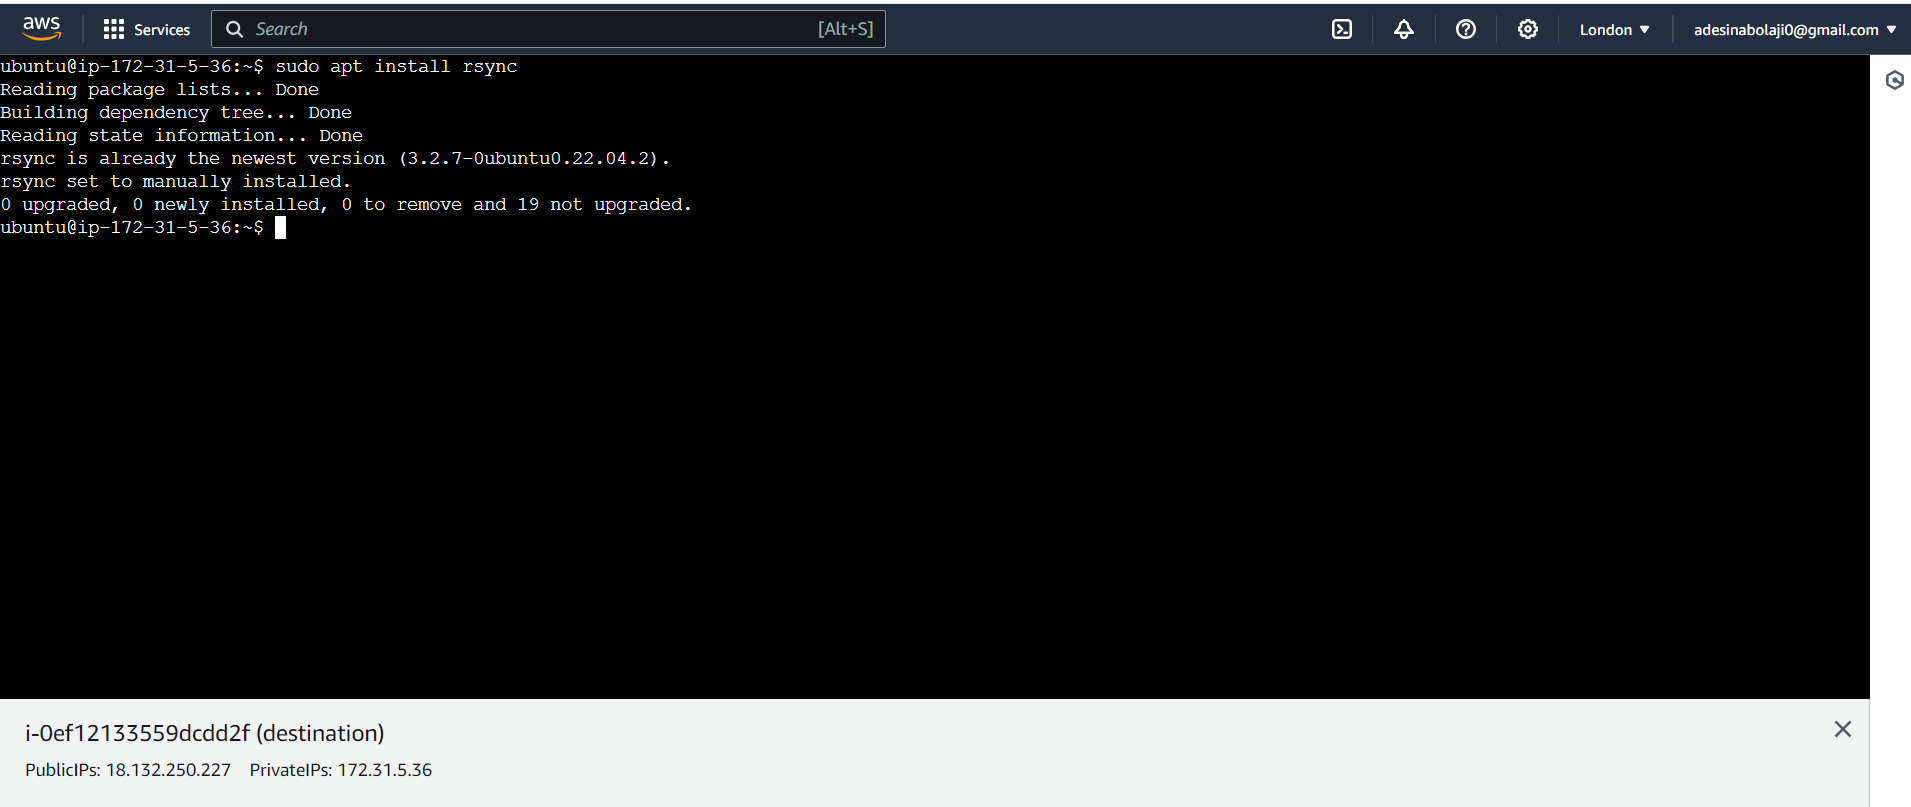 aws Services Search [Alt+S] London adesinabolaji0@gmail.com
ubuntu@ip-172-31-5-36:~$ sudo apt install rsync
Reading package lists... Done
Building dependency tree... Done
Reading state information... Done
rsync is already the newest version (3.2.7-0ubuntu0.22.04.2).
rsync set to manually installed.
0 upgraded, 0 newly installed, 0 to remove and 19 not upgraded.
ubuntu@ip-172-31-5-36:~$
i-0ef12133559dcdd2f (destination)
PublicIPs: 18.132.250.227 PrivateIPs: 172.31.5.36